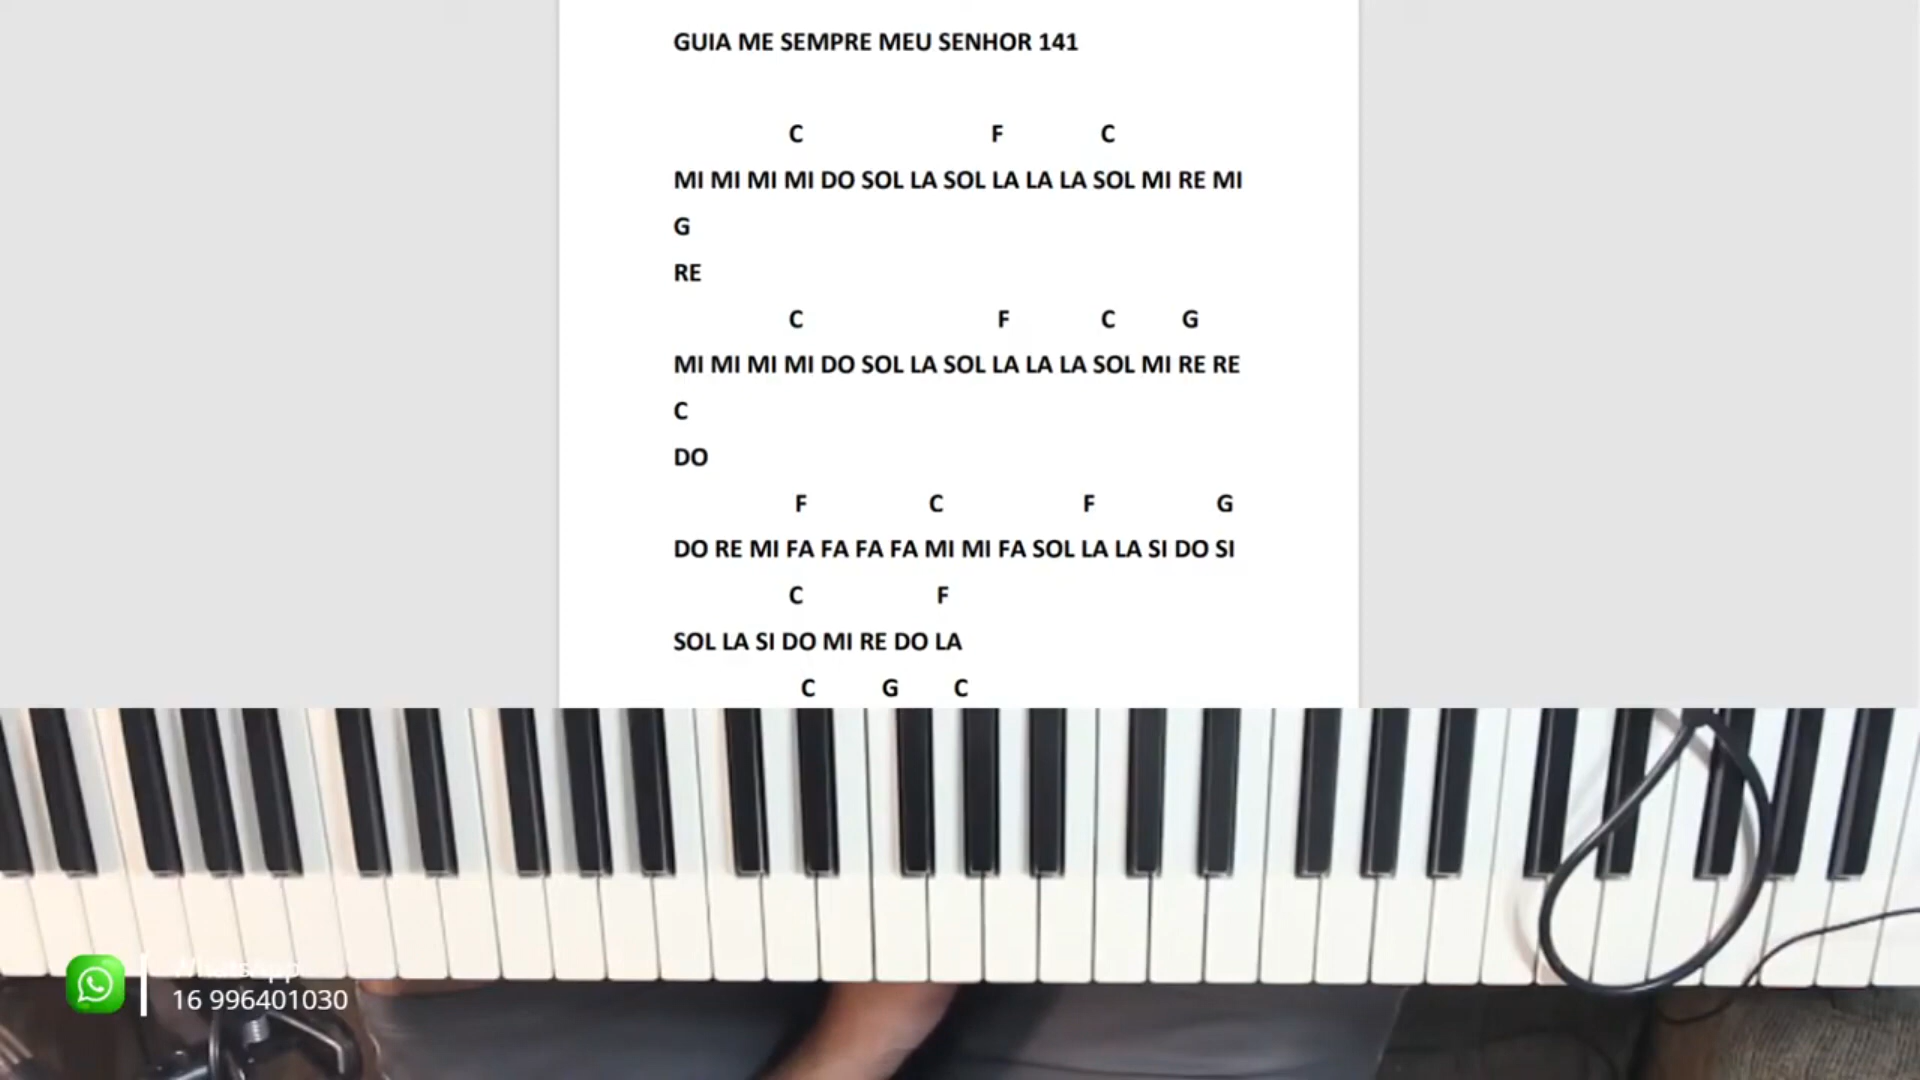 GUIA ME SEMPRE MEU SENHOR 141
C F C
MI MI MI MI DO SOL LA SOL LA LA LA SOL MI RE MI
G
RE
C F C G
MI MI MI MI DO SOL LA SOL LA LA LA SOL MI RE RE
C
DO
F C F G
DO RE MI FA FA FA FA MI MI FA SOL LA LA SI DO SI
C F
SOL LA SI DO MI RE DO LA
C G C
WhatsApp
16 996401030